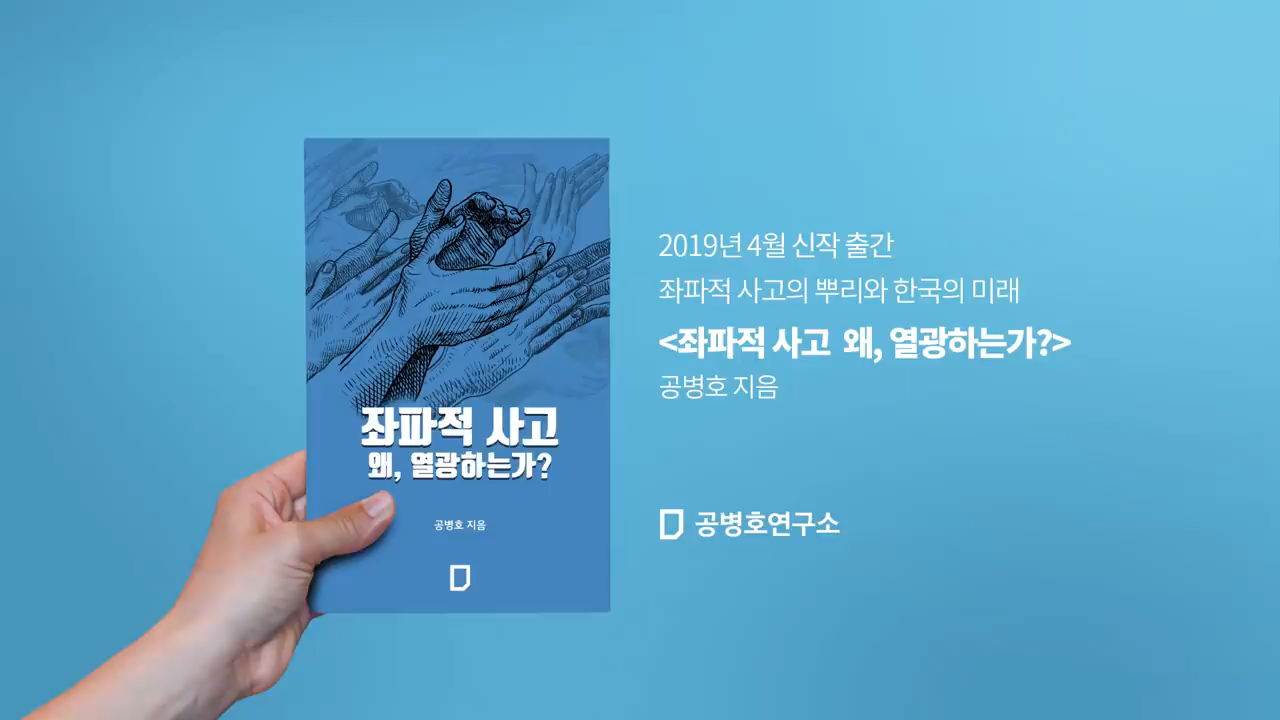 좌파적 사고
왜, 열광하는가?
공병호 지음
2019년 4월 신작 출간
좌파적 사고의 뿌리와 한국의 미래
<좌파적 사고 왜, 열광하는가?>
공병호 지음
공병호연구소